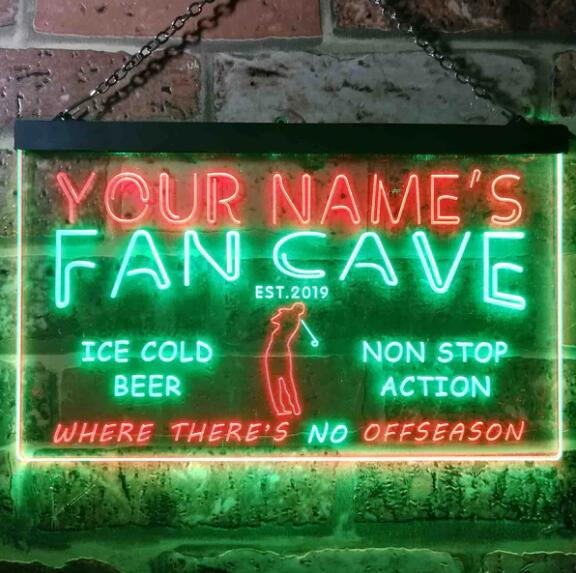 YOUR NAME'S
FAN CAVE
EST.2019
ICE COLD
BEER
NON STOP
ACTION
WHERE THERE'S NO OFFSEASON